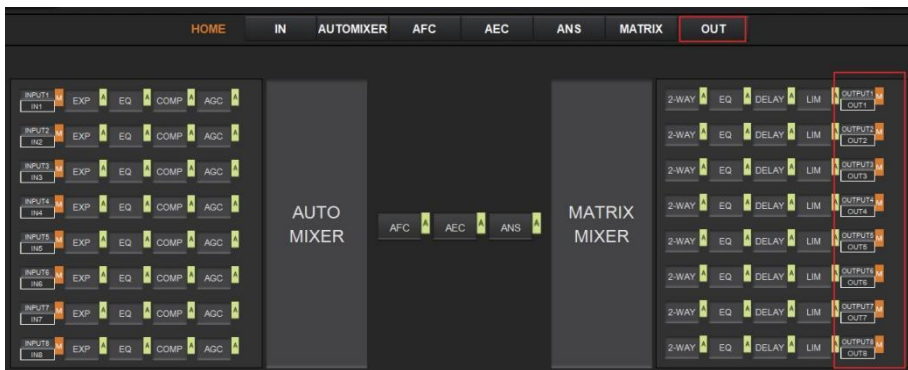 HOME IN AUTOMIXER AFC AEC ANS MATRIX OUT
INPUT1 M EXP A EQ A COMP A AGC A 2-WAY A EQ A DELAY A LIM A OUTPUT1 M
IN1 OUT1
INPUT2 M EXP A EQ A COMP A AGC A 2-WAY A EQ A DELAY A LIM A OUTPUT2 M
IN2 OUT2
INPUT3 M EXP A EQ A COMP A AGC A 2-WAY A EQ A DELAY A LIM A OUTPUT3 M
IN3 OUT3
INPUT4 M EXP A EQ A COMP A AGC A 2-WAY A EQ A DELAY A LIM A OUTPUT4 M
IN4 OUT4
AUTO MIXER
AFC A AEC A ANS A
MATRIX MIXER
INPUT5 M EXP A EQ A COMP A AGC A 2-WAY A EQ A DELAY A LIM A OUTPUT5 M
IN5 OUT5
INPUT6 M EXP A EQ A COMP A AGC A 2-WAY A EQ A DELAY A LIM A OUTPUT6 M
IN6 OUT6
INPUT7 M EXP A EQ A COMP A AGC A 2-WAY A EQ A DELAY A LIM A OUTPUT7 M
IN7 OUT7
INPUT8 M EXP A EQ A COMP A AGC A 2-WAY A EQ A DELAY A LIM A OUTPUT8 M
IN8 OUT8